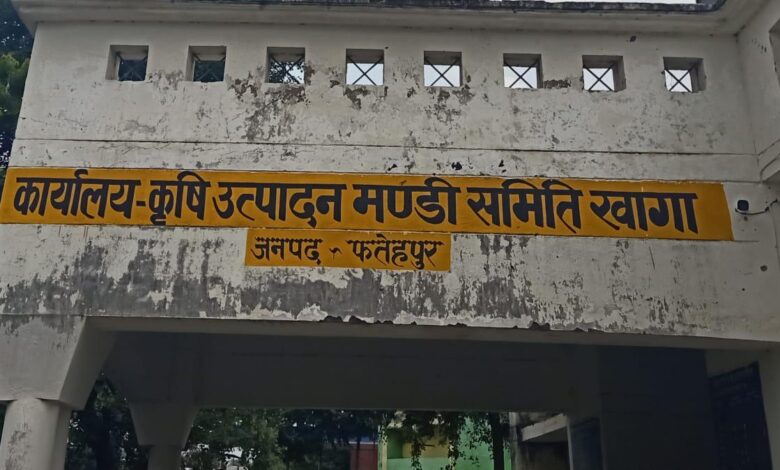 कार्यालय-कृषि उत्पादन मण्डी समिति खागा
जनपद - फतेहपुर